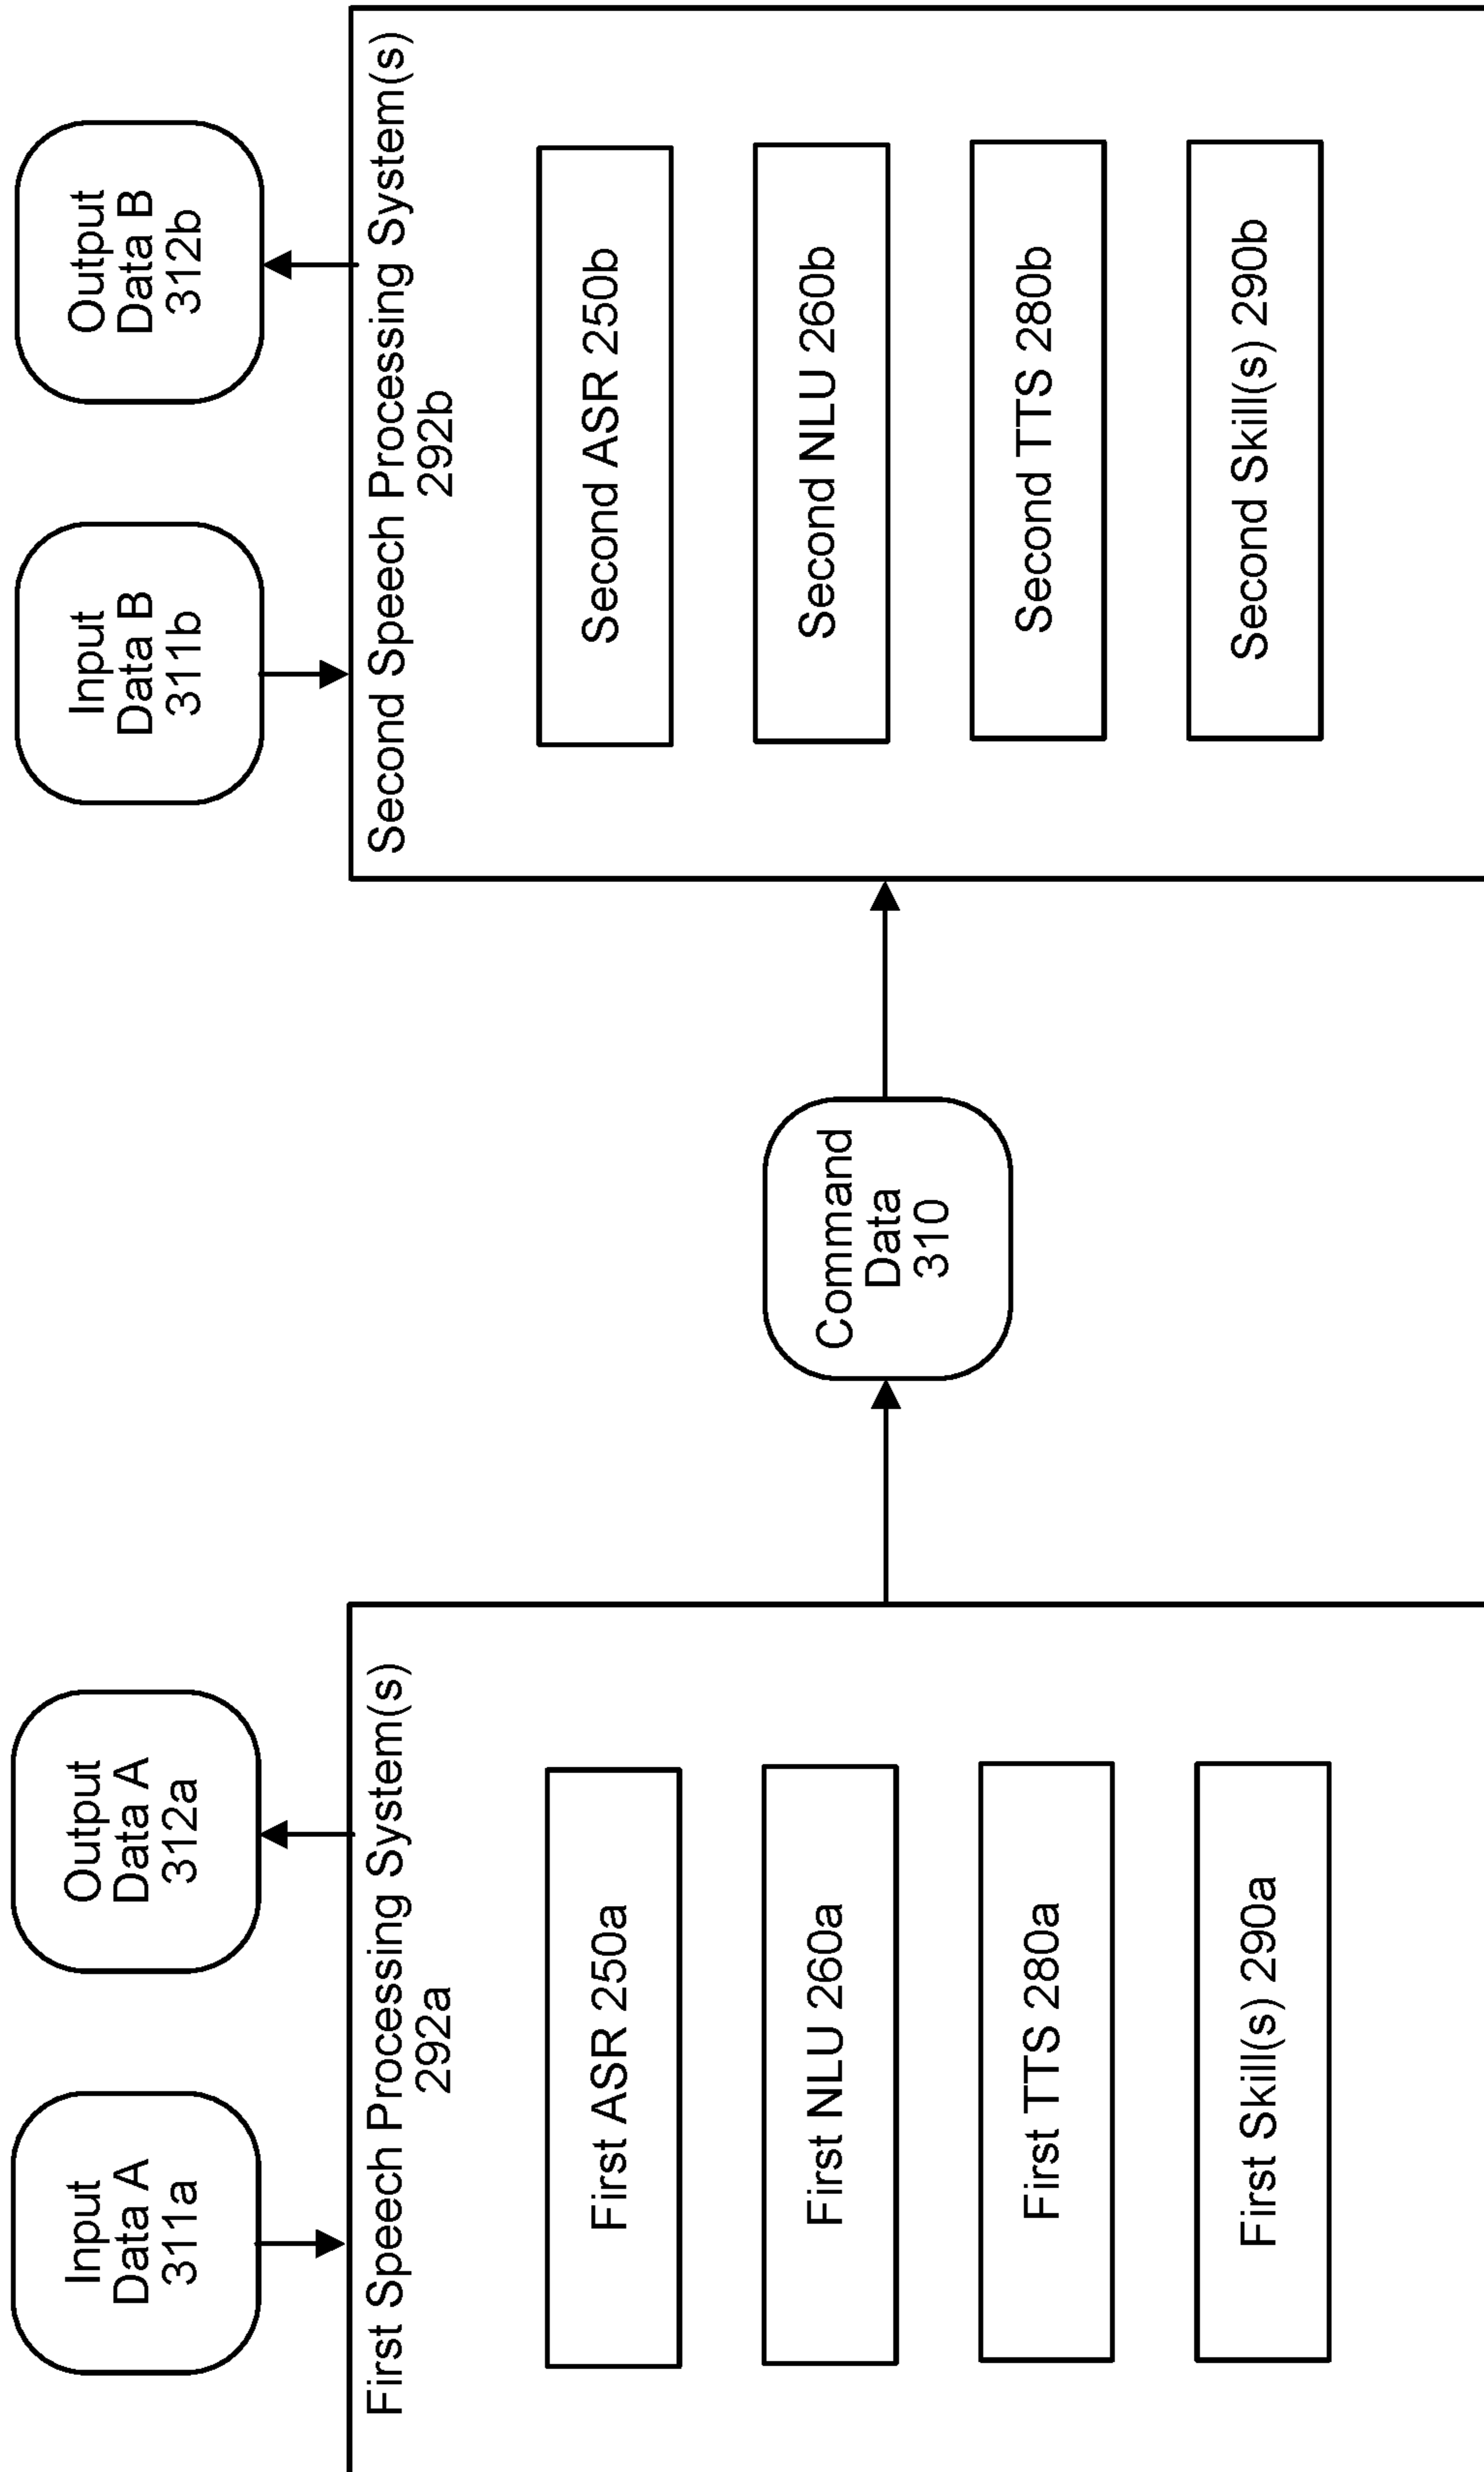 Input
Data A
311a
Output
Data A
312a
First Speech Processing System(s)
292a
First ASR 250a
First NLU 260a
First TTS 280a
First Skill(s) 290a
Command
Data
310
Input
Data B
311b
Output
Data B
312b
Second Speech Processing System(s)
292b
Second ASR 250b
Second NLU 260b
Second TTS 280b
Second Skill(s) 290b